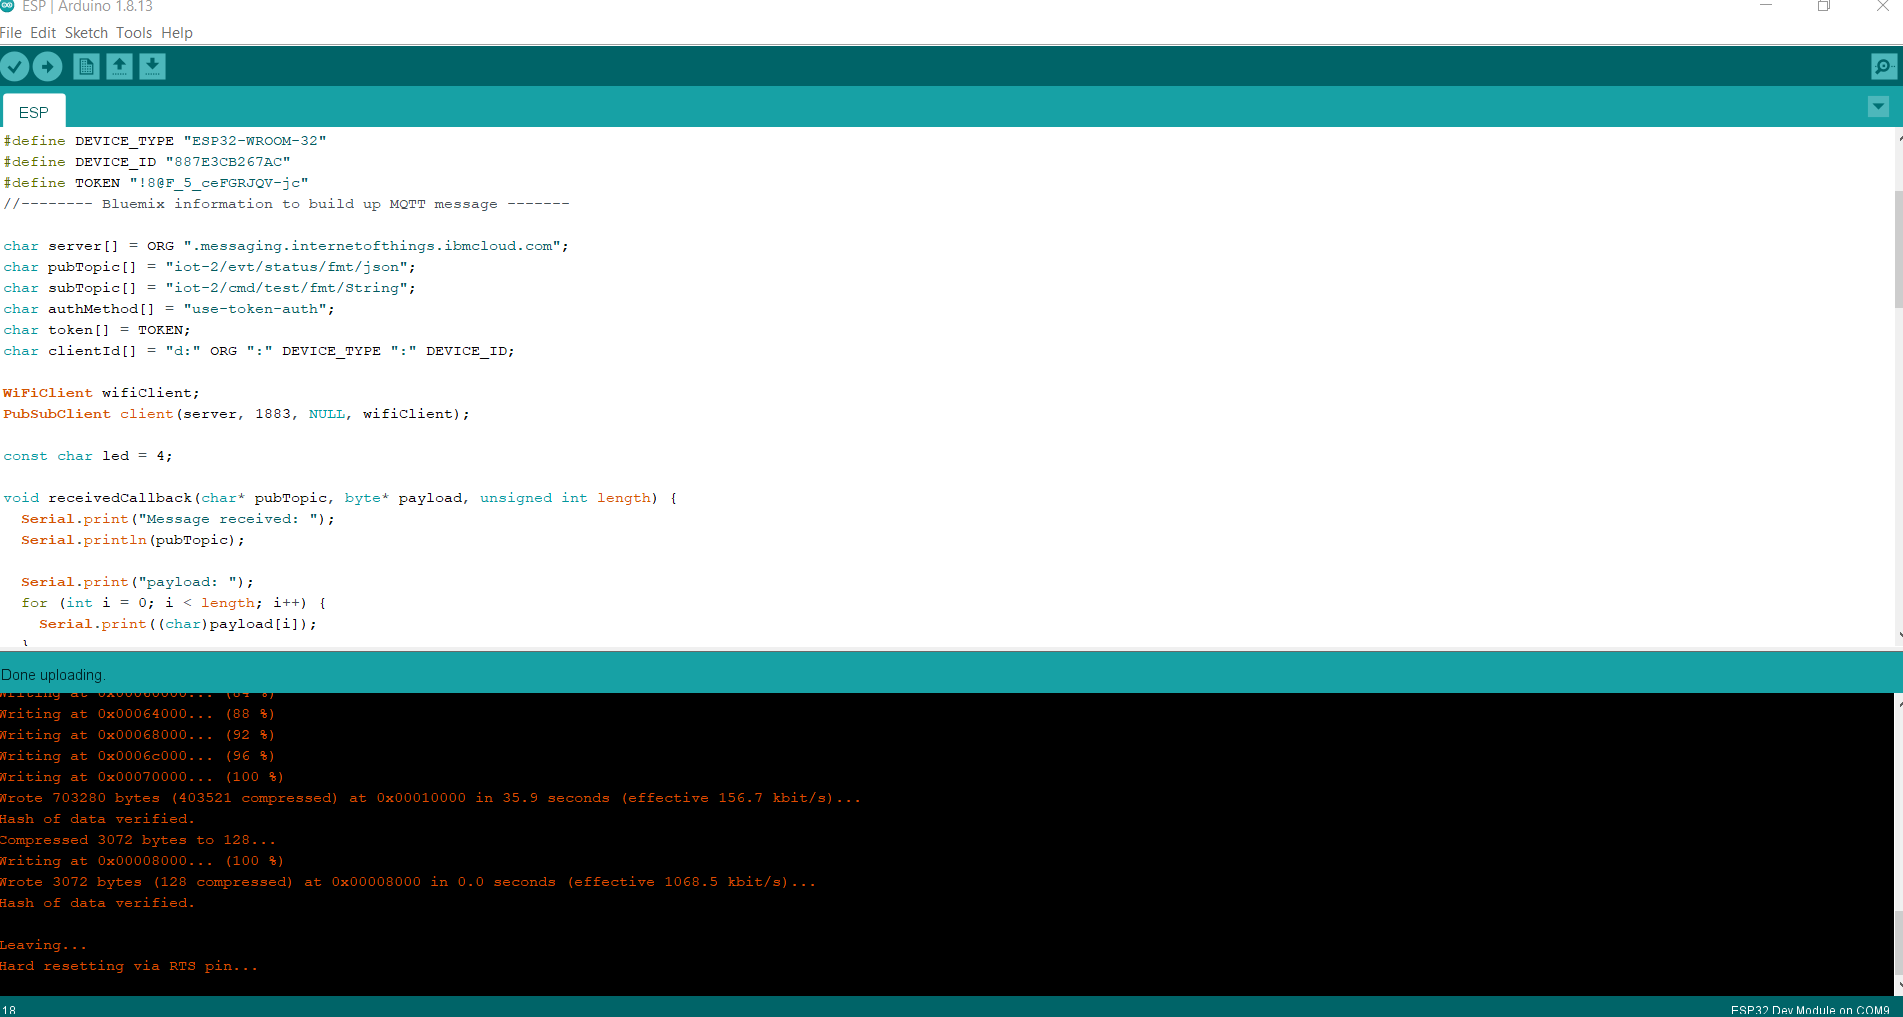 ESP | Arduino 1.8.13
File Edit Sketch Tools Help
ESP
#define DEVICE_TYPE "ESP32-WROOM-32"
#define DEVICE_ID "887E3CB267AC"
#define TOKEN "!8@F_5_ceFGRJQV-jc"
//-------- Bluemix information to build up MQTT message -------
char server[] = ORG ".messaging.internetofthings.ibmcloud.com";
char pubTopic[] = "iot-2/evt/status/fmt/json";
char subTopic[] = "iot-2/cmd/test/fmt/String";
char authMethod[] = "use-token-auth";
char token[] = TOKEN;
char clientId[] = "d:" ORG ":" DEVICE_TYPE ":" DEVICE_ID;
WiFiClient wifiClient;
PubSubClient client(server, 1883, NULL, wifiClient);
const char led = 4;
void receivedCallback(char* pubTopic, byte* payload, unsigned int length) {
  Serial.print("Message received: ");
  Serial.println(pubTopic);
  Serial.print("payload: ");
  for (int i = 0; i < length; i++) {
    Serial.print((char)payload[i]);
  }
Done uploading.
Writing at 0x00060000... (84 %)
Writing at 0x00064000... (88 %)
Writing at 0x00068000... (92 %)
Writing at 0x0006c000... (96 %)
Writing at 0x00070000... (100 %)
Wrote 703280 bytes (403521 compressed) at 0x00010000 in 35.9 seconds (effective 156.7 kbit/s)...
Hash of data verified.
Compressed 3072 bytes to 128...
Writing at 0x00008000... (100 %)
Wrote 3072 bytes (128 compressed) at 0x00008000 in 0.0 seconds (effective 1068.5 kbit/s)...
Hash of data verified.
Leaving...
Hard resetting via RTS pin...
18
ESP32 Dev Module on COM9